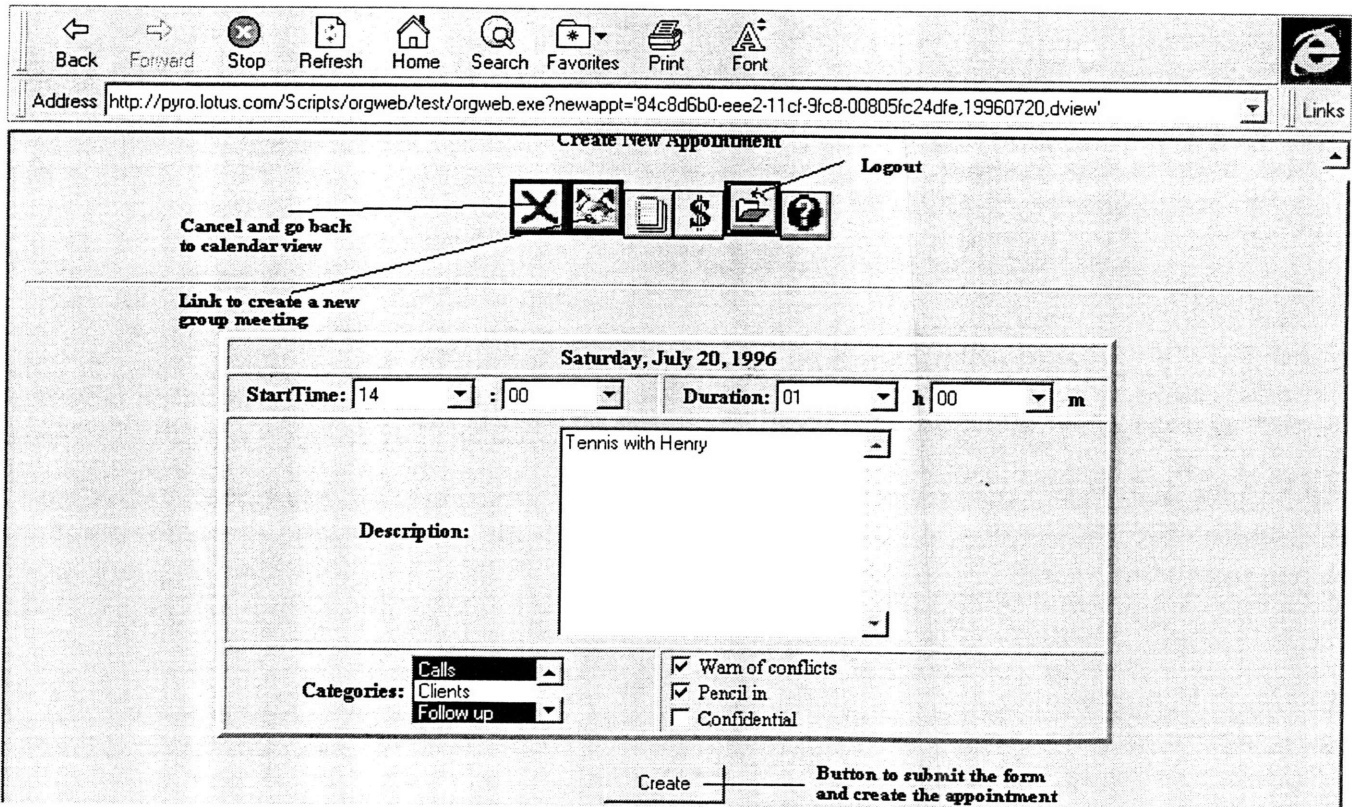 Back Forward Stop Refresh Home Search Favorites Print Font
Address http://pyro.lotus.com/Scripts/orgweb/test/orgweb.exe?newappt='84c8d6b0-eee2-11cf-9fc8-00805fc24dfe,19960720,dview' Links
Create New Appointment
Logout
Cancel and go back
to calendar view
Link to create a new
group meeting
Saturday, July 20, 1996
StartTime: 14 : 00 Duration: 01 h 00 m
Tennis with Henry
Description:
Calls
Categories: Clients
Follow up
Warn of conflicts
Pencil in
Confidential
Create
Button to submit the form
and create the appointment